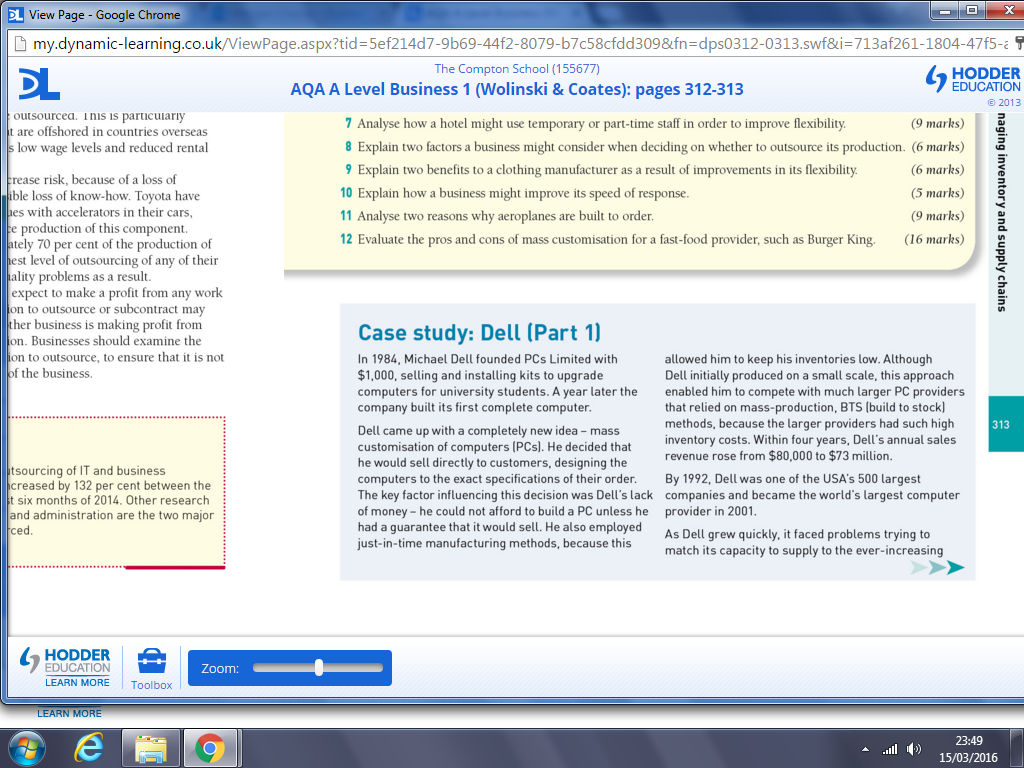 View Page - Google Chrome
my.dynamic-learning.co.uk/ViewPage.aspx?tid=5ef214d7-9b69-44f2-8079-b7c58cfdd309&fn=dps0312-0313.swf&i=713af261-1804-47f5-a
DL
The Compton School (155677)
AQA A Level Business 1 (Wolinski & Coates): pages 312-313
HODDER
EDUCATION
© 2013
outsourced. This is particularly
at are offshored in countries overseas
s low wage levels and reduced rental
crease risk, because of a loss of
ible loss of know-how. Toyota have
ues with accelerators in their cars,
ce production of this component.
ately 70 per cent of the production of
hest level of outsourcing of any of their
uality problems as a result.
expect to make a profit from any work
ion to outsource or subcontract may
ther business is making profit from
ion. Businesses should examine the
ion to outsource, to ensure that it is not
of the business.
utsourcing of IT and business
ncreased by 132 per cent between the
st six months of 2014. Other research
and administration are the two major
rced.
7 Analyse how a hotel might use temporary or part-time staff in order to improve flexibility. (9 marks)
8 Explain two factors a business might consider when deciding on whether to outsource its production. (6 marks)
9 Explain two benefits to a clothing manufacturer as a result of improvements in its flexibility. (6 marks)
10 Explain how a business might improve its speed of response. (5 marks)
11 Analyse two reasons why aeroplanes are built to order. (9 marks)
12 Evaluate the pros and cons of mass customisation for a fast-food provider, such as Burger King. (16 marks)
Case study: Dell (Part 1)
In 1984, Michael Dell founded PCs Limited with
$1,000, selling and installing kits to upgrade
computers for university students. A year later the
company built its first complete computer.
Dell came up with a completely new idea – mass
customisation of computers (PCs). He decided that
he would sell directly to customers, designing the
computers to the exact specifications of their order.
The key factor influencing this decision was Dell's lack
of money – he could not afford to build a PC unless he
had a guarantee that it would sell. He also employed
just-in-time manufacturing methods, because this
allowed him to keep his inventories low. Although
Dell initially produced on a small scale, this approach
enabled him to compete with much larger PC providers
that relied on mass-production, BTS (build to stock)
methods, because the larger providers had such high
inventory costs. Within four years, Dell's annual sales
revenue rose from $80,000 to $73 million.
By 1992, Dell was one of the USA's 500 largest
companies and became the world's largest computer
provider in 2001.
As Dell grew quickly, it faced problems trying to
match its capacity to supply to the ever-increasing
naging inventory and supply chains
313
HODDER
EDUCATION
LEARN MORE
Toolbox
Zoom:
LEARN MORE
23:49
15/03/2016